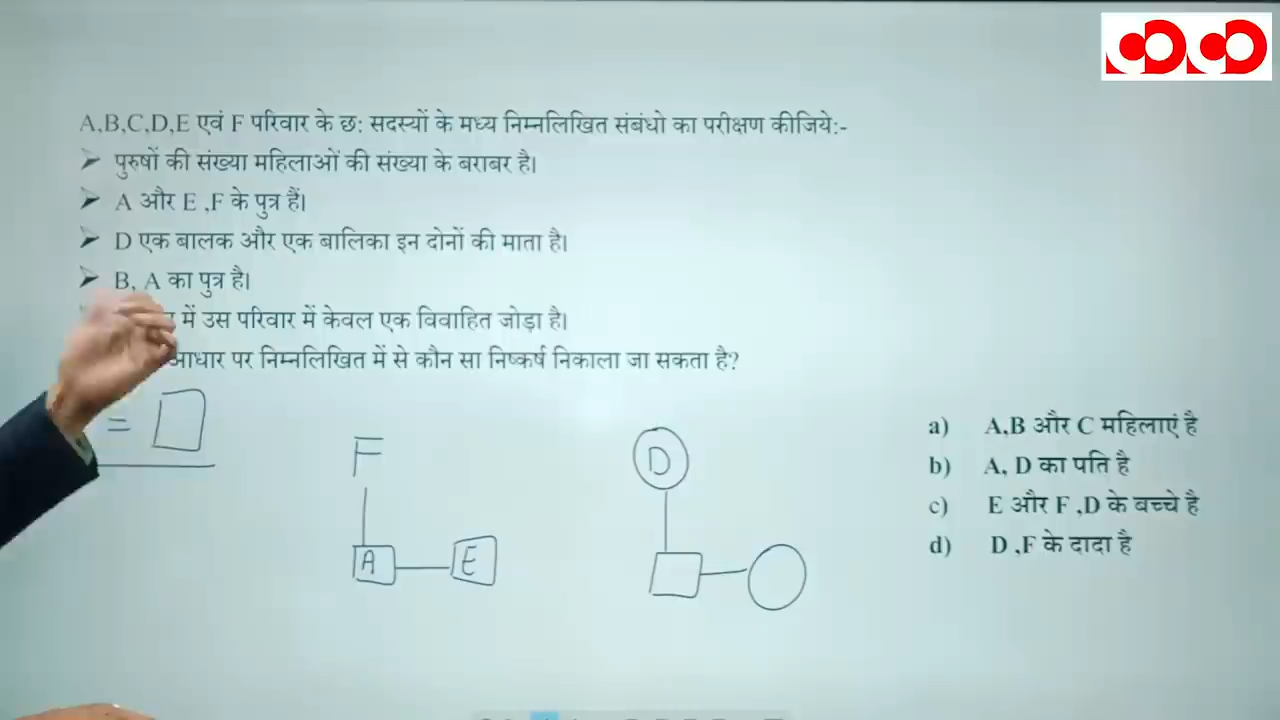 A,B,C,D,E एवं F परिवार के छ: सदस्यों के मध्य निम्नलिखित संबंधो का परीक्षण कीजिये:-
पुरुषों की संख्या महिलाओं की संख्या के बराबर है।
A और E ,F के पुत्र हैं।
D एक बालक और एक बालिका इन दोनों की माता है।
B, A का पुत्र है।
में उस परिवार में केवल एक विवाहित जोड़ा है।
आधार पर निम्नलिखित में से कौन सा निष्कर्ष निकाला जा सकता है?
=
F
D
A E
a) A,B और C महिलाएं है
b) A, D का पति है
c) E और F ,D के बच्चे है
d) D ,F के दादा है